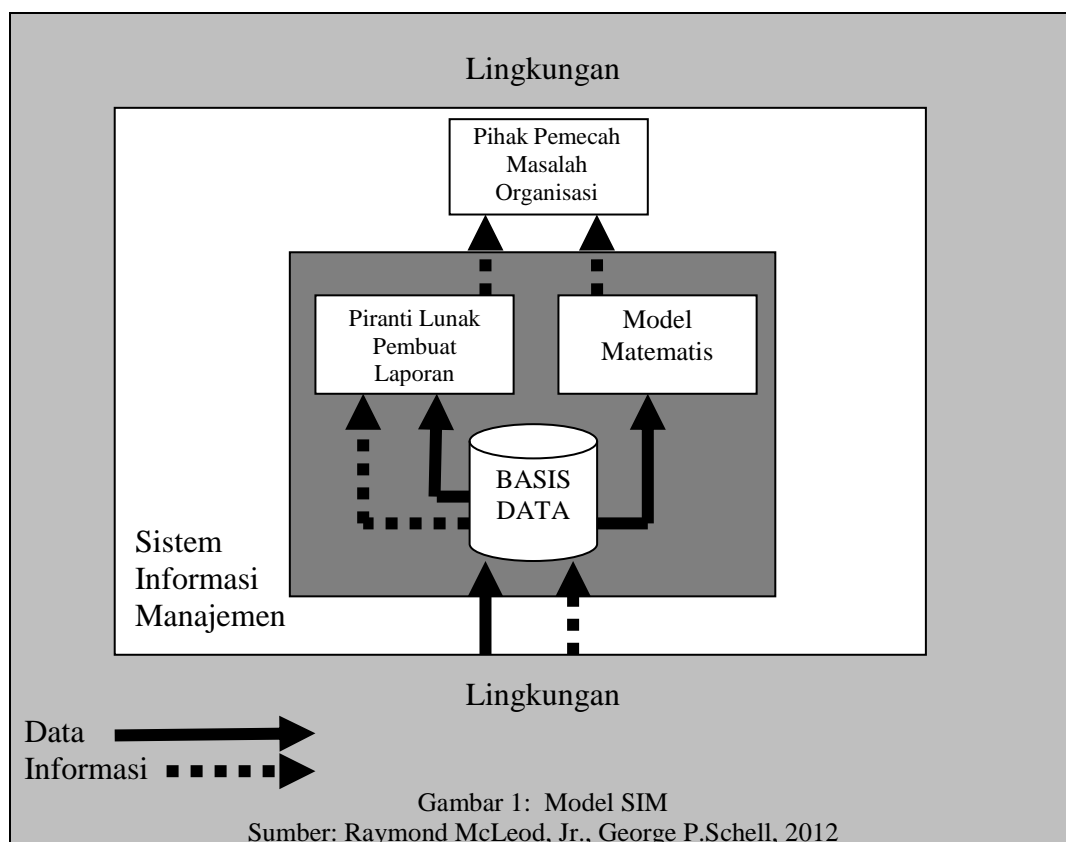 Lingkungan
Pihak Pemecah
Masalah
Organisasi
Piranti Lunak
Pembuat
Laporan
Model
Matematis
BASIS
DATA
Sistem
Informasi
Manajemen
Lingkungan
Data
Informasi
Gambar 1:  Model SIM
Sumber: Raymond McLeod, Jr., George P.Schell, 2012